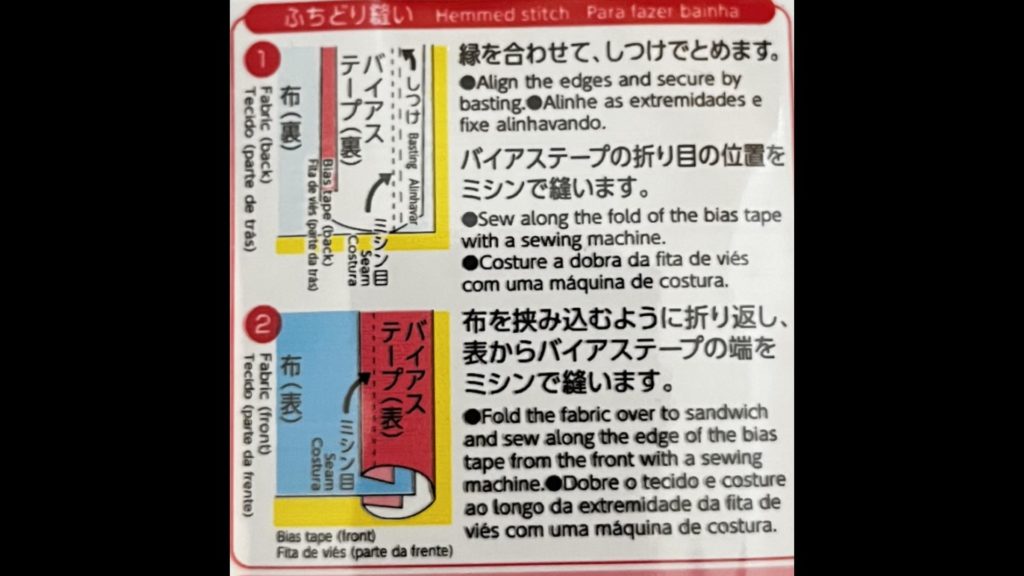 ふちどり縫い Hemmed stitch Para fazer bainha
1
縁を合わせて、しつけでとめます。
●Align the edges and secure by
basting.●Alinhe as extremidades e
fixe alinhavando.
バイアステープの折り目の位置を
ミシンで縫います。
●Sew along the fold of the bias tape
with a sewing machine.
●Costure a dobra da fita de viés
com uma máquina de costura.
しつけ
Basting Alinhavar
バイアス
テープ(裏)
布(裏)
Fabric (back)
Tecido (parte de trás)
Bias tape (back)
Fita de viés (parte da trás)
ミシン目
Seam
Costura
2
布を挟み込むように折り返し、
表からバイアステープの端を
ミシンで縫います。
●Fold the fabric over to sandwich
and sew along the edge of the bias
tape from the front with a sewing
machine.●Dobre o tecido e costure
ao longo da extremidade da fita de
viés com uma máquina de costura.
バイアス
テープ(表)
布(表)
Fabric (front)
Tecido (parte da frente)
ミシン目
Seam
Costura
Bias tape (front)
Fita de viés (parte da frente)